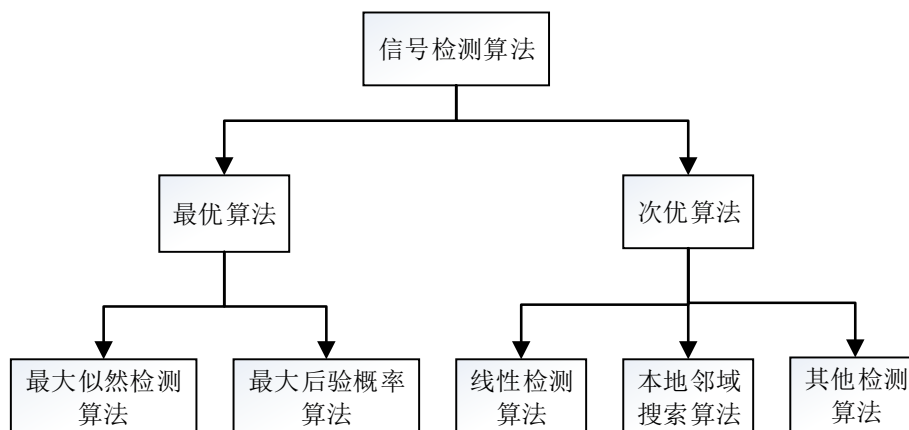 信号检测算法
最优算法
次优算法
最大似然检测
算法
最大后验概率
算法
线性检测
算法
本地邻域
搜索算法
其他检测
算法